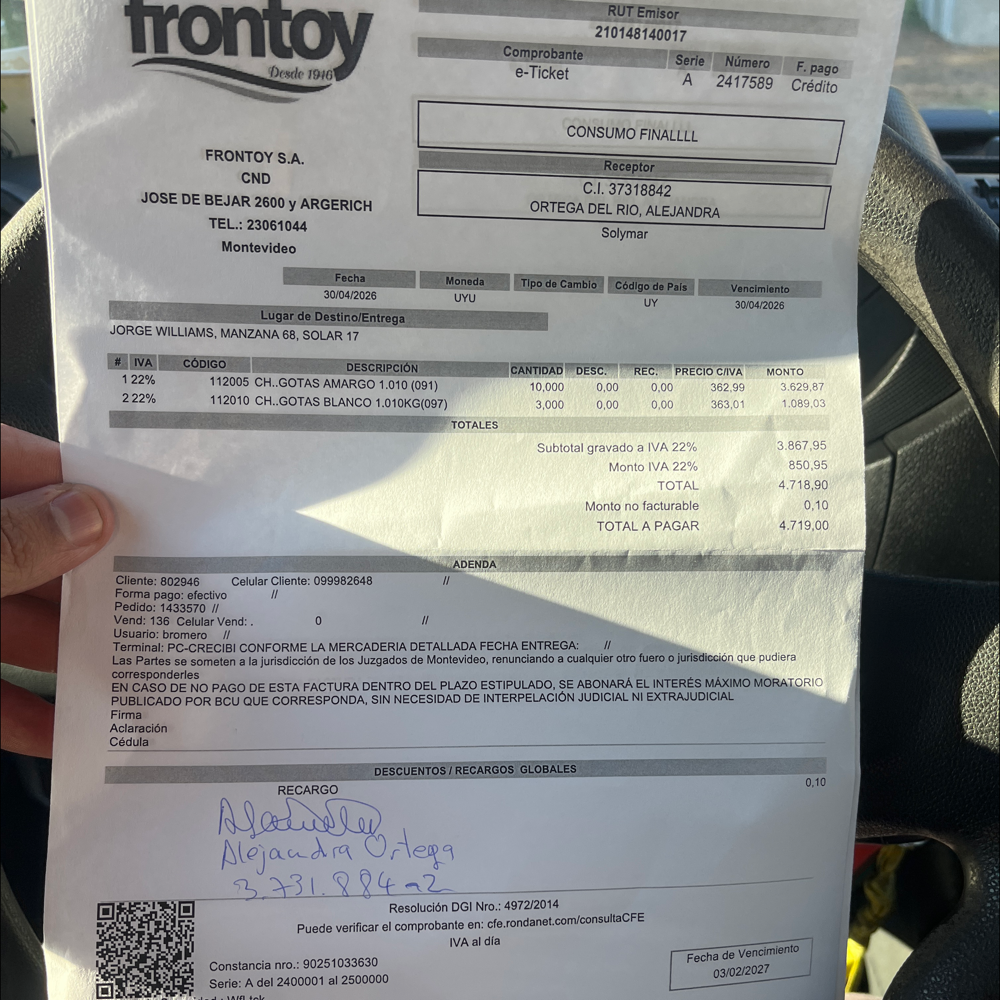 frontoy
Desde 1946
RUT Emisor
210148140017
Comprobante Serie Número F. pago
e-Ticket A 2417589 Crédito
CONSUMO FINALLLL
Receptor
C.I. 37318842
ORTEGA DEL RIO, ALEJANDRA
Solymar
FRONTOY S.A.
CND
JOSE DE BEJAR 2600 y ARGERICH
TEL.: 23061044
Montevideo
Fecha Moneda Tipo de Cambio Código de País Vencimiento
30/04/2026 UYU UY 30/04/2026
Lugar de Destino/Entrega
JORGE WILLIAMS, MANZANA 68, SOLAR 17
# IVA CÓDIGO DESCRIPCIÓN CANTIDAD DESC. REC. PRECIO C/IVA MONTO
1 22% 112005 CH..GOTAS AMARGO 1.010 (091) 10,000 0,00 0,00 362,99 3.629,87
2 22% 112010 CH..GOTAS BLANCO 1.010KG(097) 3,000 0,00 0,00 363,01 1.089,03
TOTALES
Subtotal gravado a IVA 22% 3.867,95
Monto IVA 22% 850,95
TOTAL 4.718,90
Monto no facturable 0,10
TOTAL A PAGAR 4.719,00
ADENDA
Cliente: 802946 Celular Cliente: 099982648 //
Forma pago: efectivo //
Pedido: 1433570 //
Vend: 136 Celular Vend: . 0 //
Usuario: bromero //
Terminal: PC-CRECIBI CONFORME LA MERCADERIA DETALLADA FECHA ENTREGA: //
Las Partes se someten a la jurisdicción de los Juzgados de Montevideo, renunciando a cualquier otro fuero o jurisdicción que pudiera
corresponderles
EN CASO DE NO PAGO DE ESTA FACTURA DENTRO DEL PLAZO ESTIPULADO, SE ABONARÁ EL INTERÉS MÁXIMO MORATORIO
PUBLICADO POR BCU QUE CORRESPONDA, SIN NECESIDAD DE INTERPELACIÓN JUDICIAL NI EXTRAJUDICIAL
Firma
Aclaración
Cédula
DESCUENTOS / RECARGOS GLOBALES
RECARGO 0,10
Alejandra Ortega
3.731.884-2
Resolución DGI Nro.: 4972/2014
Puede verificar el comprobante en: cfe.rondanet.com/consultaCFE
IVA al día
Constancia nro.: 90251033630
Serie: A del 2400001 al 2500000
Fecha de Vencimiento
03/02/2027